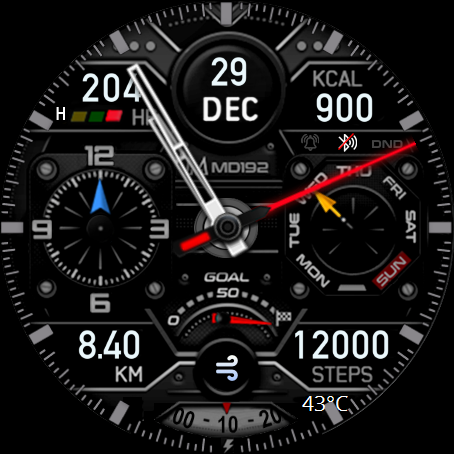 204
H
29
DEC
KCAL
900
MD192
DND
12
3
6
9
THU
FRI
SAT
SUN
MON
TUE
GOAL
0
50
8.40
KM
12000
STEPS
43°C
00 - 10 - 20